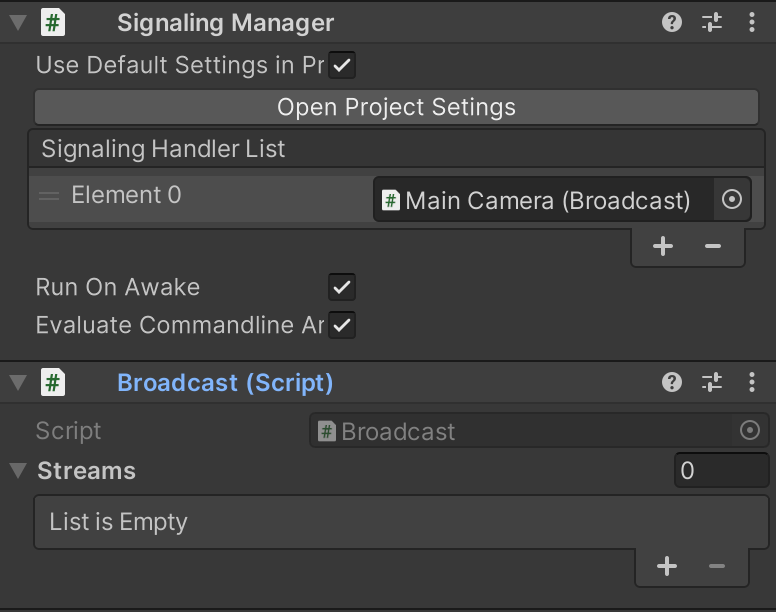 Signaling Manager
Use Default Settings in Pr
Open Project Setings
Signaling Handler List
Element 0
# Main Camera (Broadcast)
Run On Awake
Evaluate Commandline Ar
# Broadcast (Script)
Script
# Broadcast
Streams
0
List is Empty